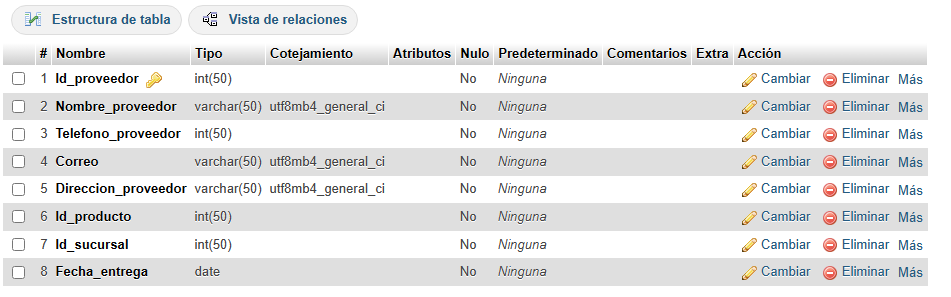 Estructura de tabla Vista de relaciones
# Nombre Tipo Cotejamiento Atributos Nulo Predeterminado Comentarios Extra Acción
1 Id_proveedor int(50) No Ninguna Cambiar Eliminar Más
2 Nombre_proveedor varchar(50) utf8mb4_general_ci No Ninguna Cambiar Eliminar Más
3 Telefono_proveedor int(50) No Ninguna Cambiar Eliminar Más
4 Correo varchar(50) utf8mb4_general_ci No Ninguna Cambiar Eliminar Más
5 Direccion_proveedor varchar(50) utf8mb4_general_ci No Ninguna Cambiar Eliminar Más
6 Id_producto int(50) No Ninguna Cambiar Eliminar Más
7 Id_sucursal int(50) No Ninguna Cambiar Eliminar Más
8 Fecha_entrega date No Ninguna Cambiar Eliminar Más